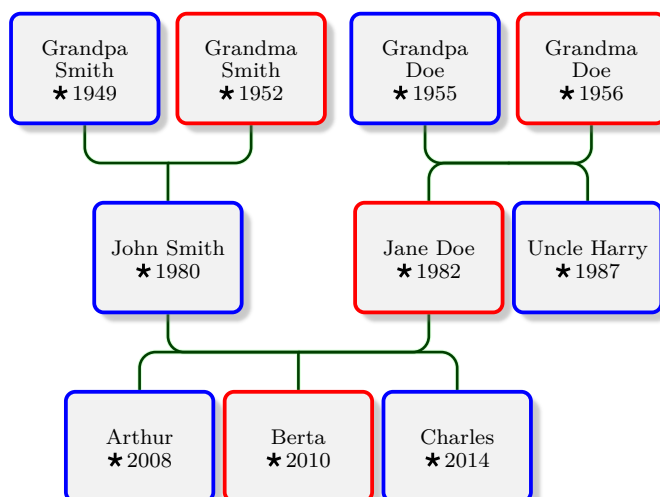 Grandpa
Smith
★ 1949
Grandma
Smith
★ 1952
Grandpa
Doe
★ 1955
Grandma
Doe
★ 1956
John Smith
★ 1980
Jane Doe
★ 1982
Uncle Harry
★ 1987
Arthur
★ 2008
Berta
★ 2010
Charles
★ 2014